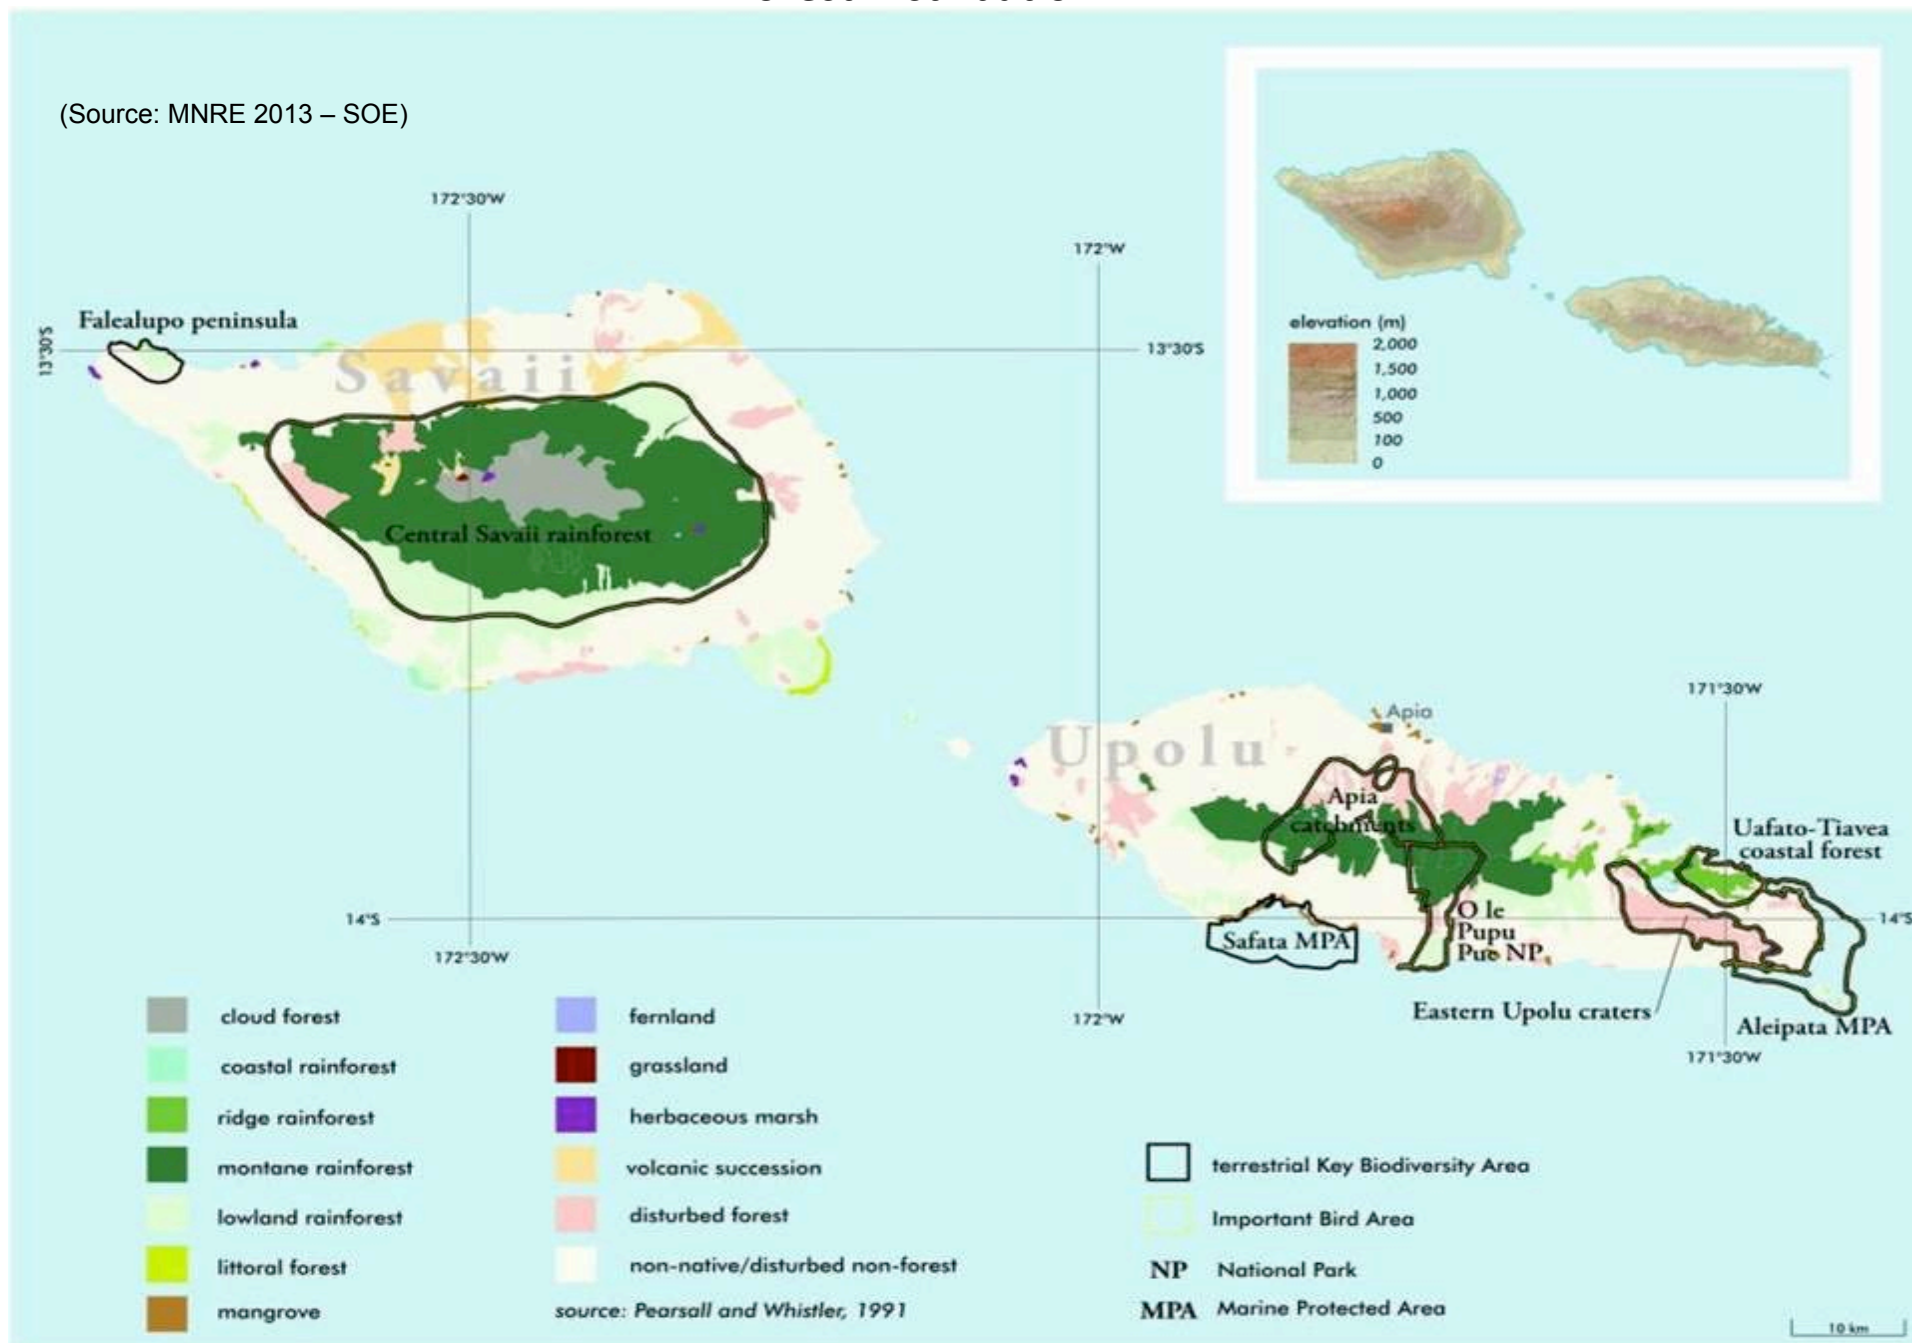 (Source: MNRE 2013 – SOE)
172°30'W
172°W
Falealupo peninsula
13°30'S
13°30'S
Savaii
elevation (m)
2,000
1,500
1,000
500
100
0
Central Savaii rainforest
171°30'W
Apia
Upolu
Apia
catchments
Uafato-Tiavea
coastal forest
14°S
14°S
Safata MPA
O le
Pupu
Pue NP
172°30'W
172°W
Eastern Upolu craters
Aleipata MPA
171°30'W
cloud forest
coastal rainforest
ridge rainforest
montane rainforest
lowland rainforest
littoral forest
mangrove
fernland
grassland
herbaceous marsh
volcanic succession
disturbed forest
non-native/disturbed non-forest
source: Pearsall and Whistler, 1991
terrestrial Key Biodiversity Area
Important Bird Area
NP National Park
MPA Marine Protected Area
10 km